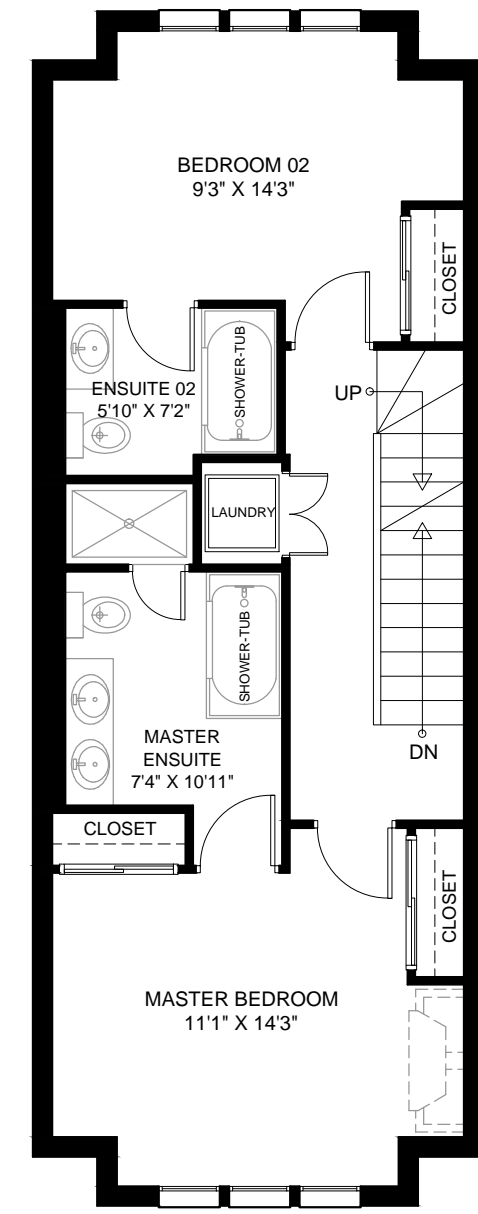 BEDROOM 02
9'3" X 14'3"
CLOSET
ENSUITE 02
5'10" X 7'2"
SHOWER-TUB
UP
LAUNDRY
SHOWER-TUB
MASTER
ENSUITE
7'4" X 10'11"
DN
CLOSET
CLOSET
MASTER BEDROOM
11'1" X 14'3"